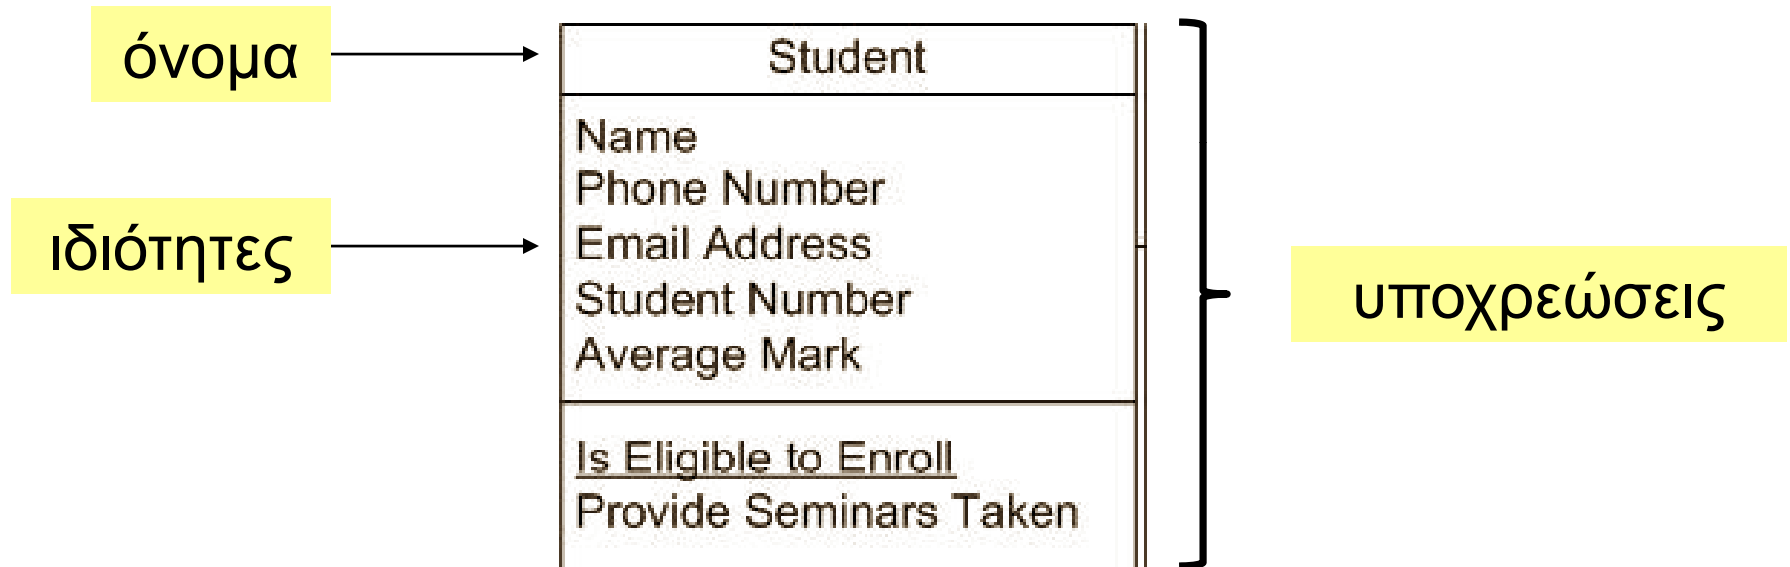 όνομα
Student
Name
Phone Number
ιδιότητες
Email Address
Student Number
Average Mark
υποχρεώσεις
Is Eligible to Enroll
Provide Seminars Taken